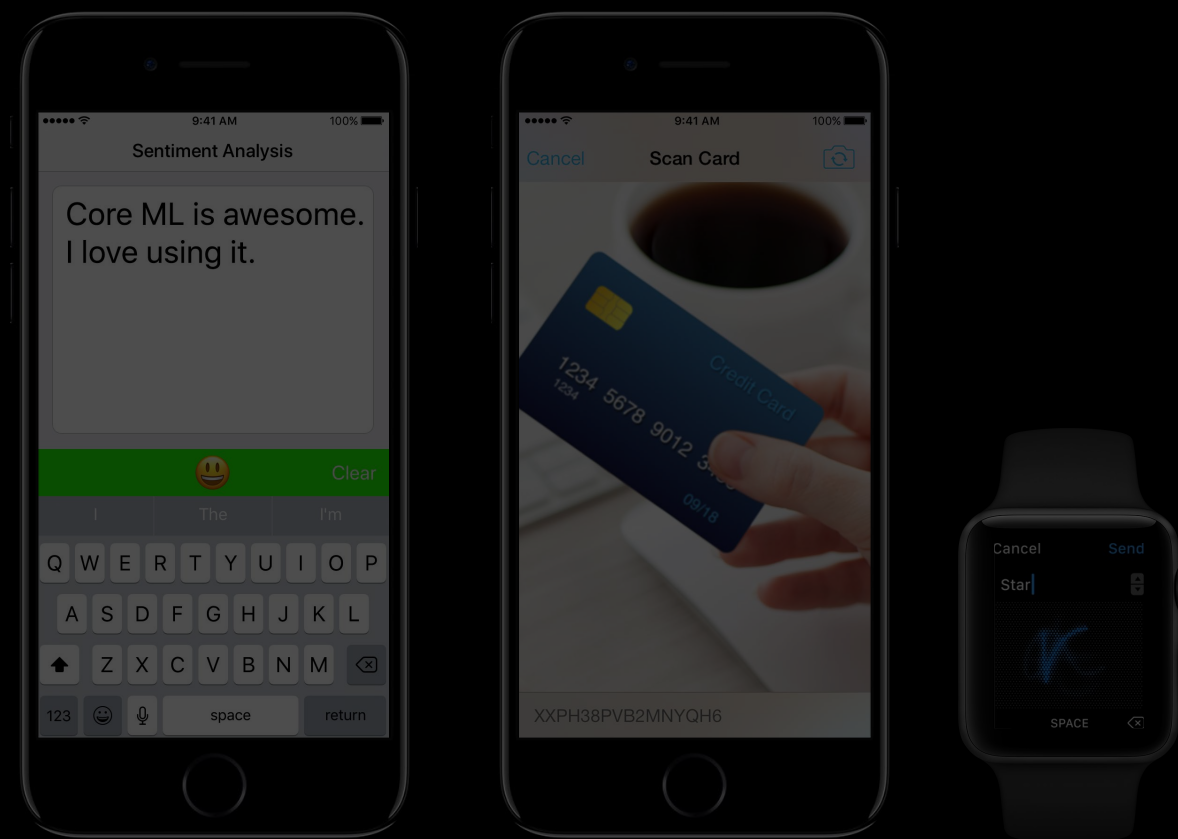 9:41 AM
100%
Sentiment Analysis
Core ML is awesome.
I love using it.
Clear
I The I'm
Q W E R T Y U I O P
A S D F G H J K L
Z X C V B N M
123 space return
9:41 AM
100%
Cancel Scan Card
Credit Card
1234 5678 9012
1234
09/18
XXPH38PVB2MNYQH6
Cancel Send
Star
SPACE